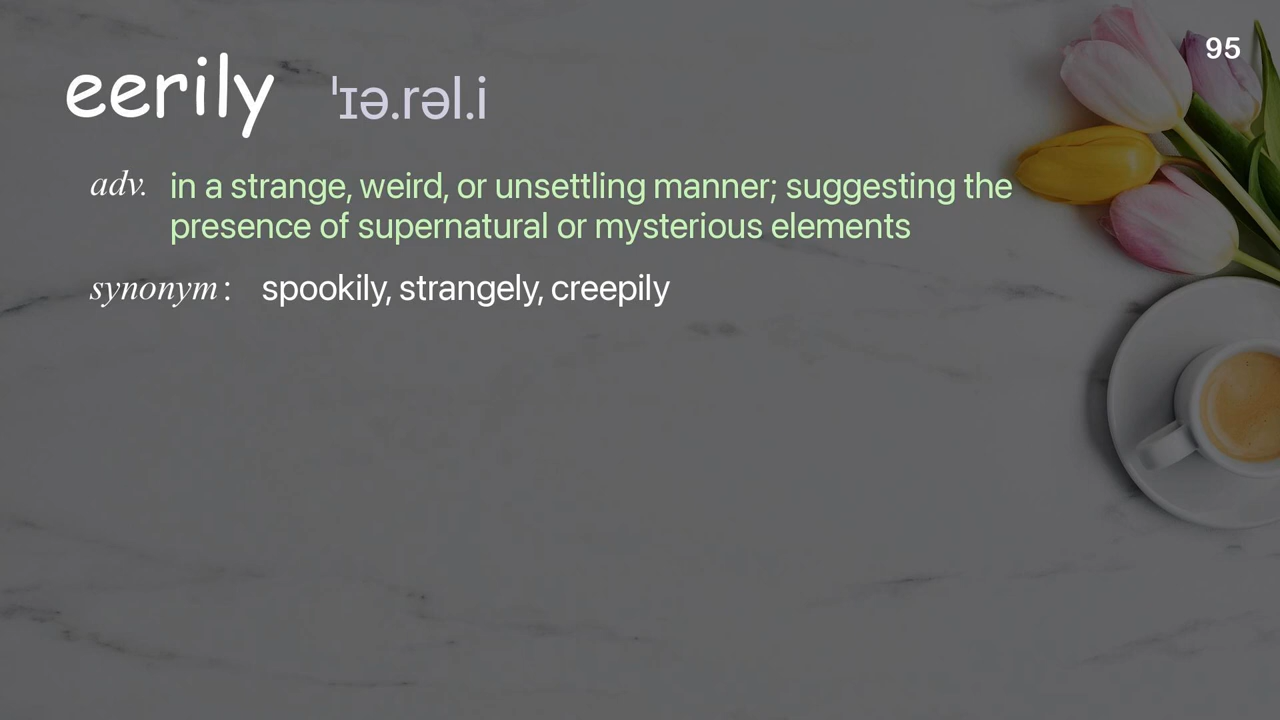 95
eerily ˈɪə.rəl.i
adv. in a strange, weird, or unsettling manner; suggesting the
presence of supernatural or mysterious elements
synonym: spookily, strangely, creepily